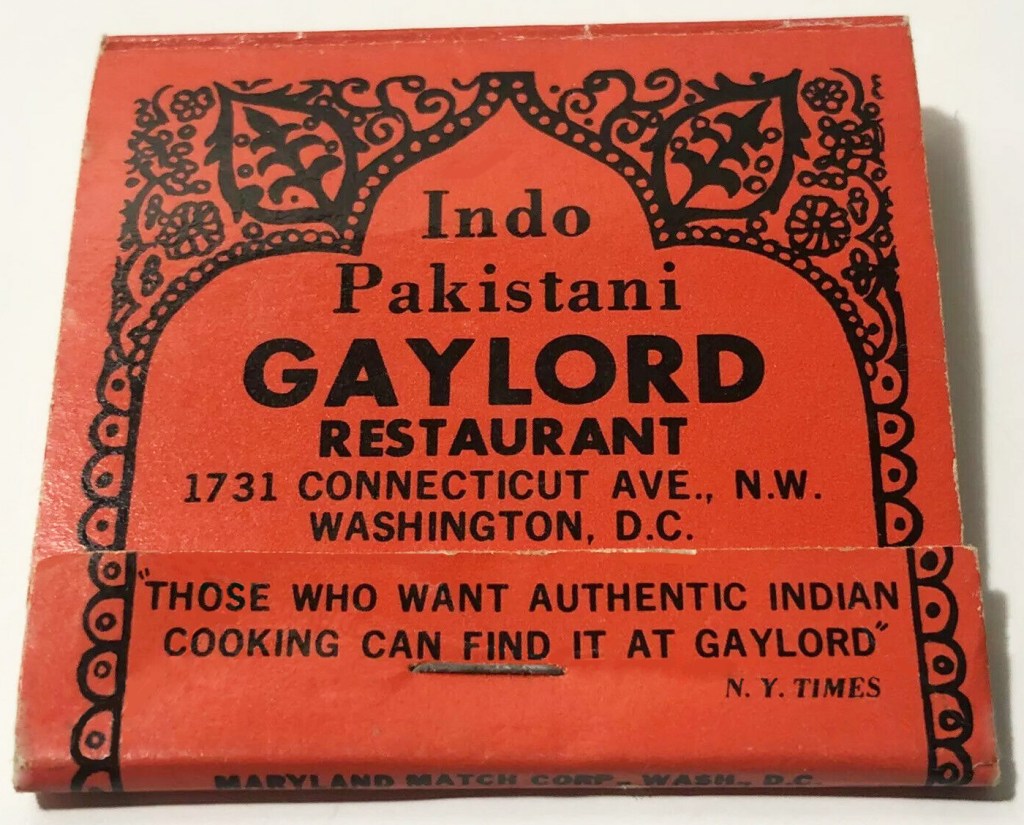 Indo
Pakistani
GAYLORD
RESTAURANT
1731 CONNECTICUT AVE., N.W.
WASHINGTON, D.C.
"THOSE WHO WANT AUTHENTIC INDIAN
COOKING CAN FIND IT AT GAYLORD"
N. Y. TIMES
MARYLAND MATCH CORP., WASH., D.C.